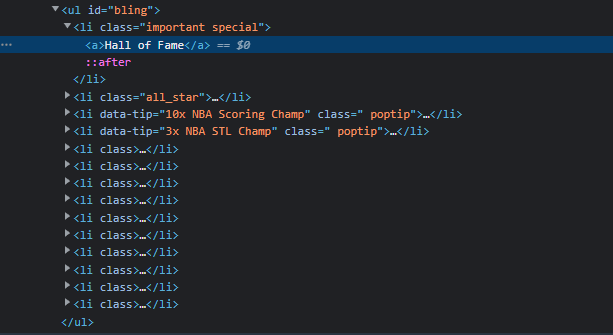 <ul id="bling">
<li class="important special">
<a>Hall of Fame</a> == $0
::after
</li>
<li class="all_star">…</li>
<li data-tip="10x NBA Scoring Champ" class=" poptip">…</li>
<li data-tip="3x NBA STL Champ" class=" poptip">…</li>
<li class>…</li>
<li class>…</li>
<li class>…</li>
<li class>…</li>
<li class>…</li>
<li class>…</li>
<li class>…</li>
<li class>…</li>
<li class>…</li>
<li class>…</li>
</ul>